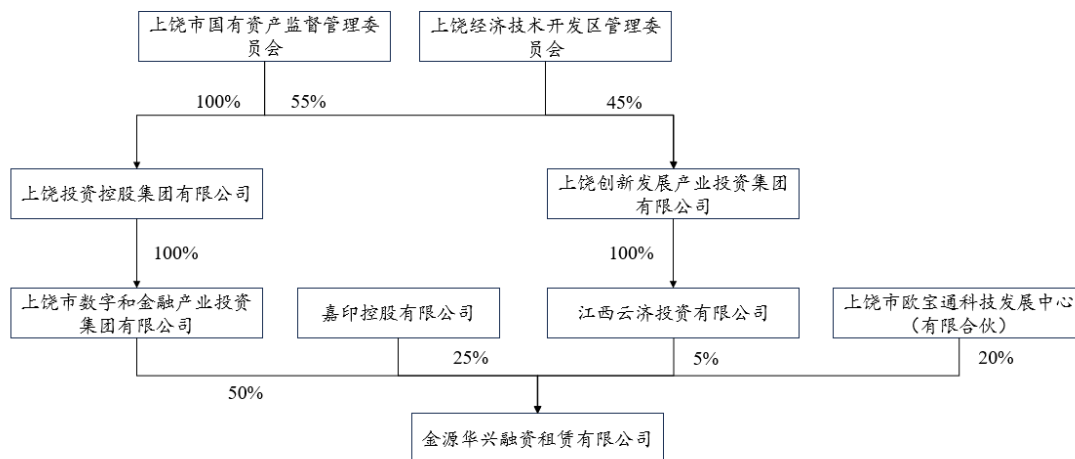 上饶市国有资产监督管理委
员会
上饶经济技术开发区管理委
员会
100%
55%
45%
上饶投资控股集团有限公司
上饶创新发展产业投资集团
有限公司
100%
100%
上饶市数字和金融产业投资
集团有限公司
嘉印控股有限公司
江西云济投资有限公司
上饶市欧宝通科技发展中心
（有限合伙）
25%
5%
20%
50%
金源华兴融资租赁有限公司